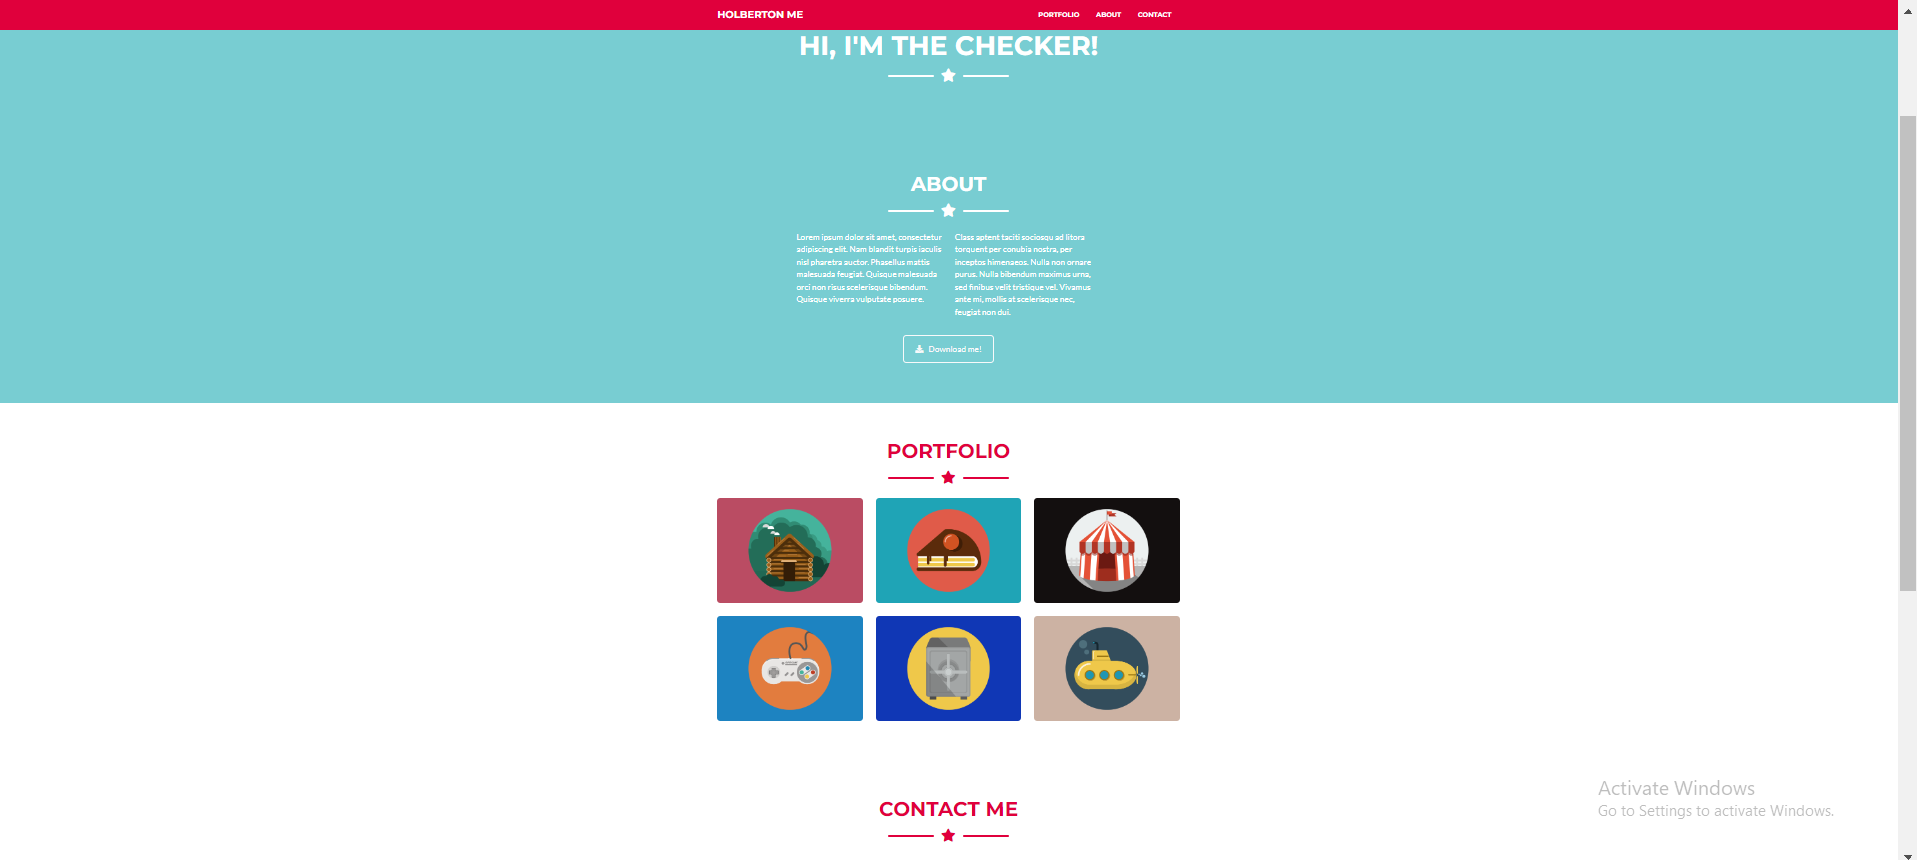 HOLBERTON ME
PORTFOLIO ABOUT CONTACT
HI, I'M THE CHECKER!
ABOUT
Lorem ipsum dolor sit amet, consectetur
adipiscing elit. Nam blandit turpis iaculis
nisl pharetra auctor. Phasellus mattis
malesuada feugiat. Quisque malesuada
orci non risus scelerisque bibendum.
Quisque viverra vulputate posuere.
Class aptent taciti sociosqu ad litora
torquent per conubia nostra, per
inceptos himenaeos. Nulla non ornare
purus. Nulla bibendum maximus urna,
sed finibus velit tristique vel. Vivamus
ante mi, mollis at scelerisque nec,
feugiat non dui.
Download me!
PORTFOLIO
CONTACT ME
Activate Windows
Go to Settings to activate Windows.